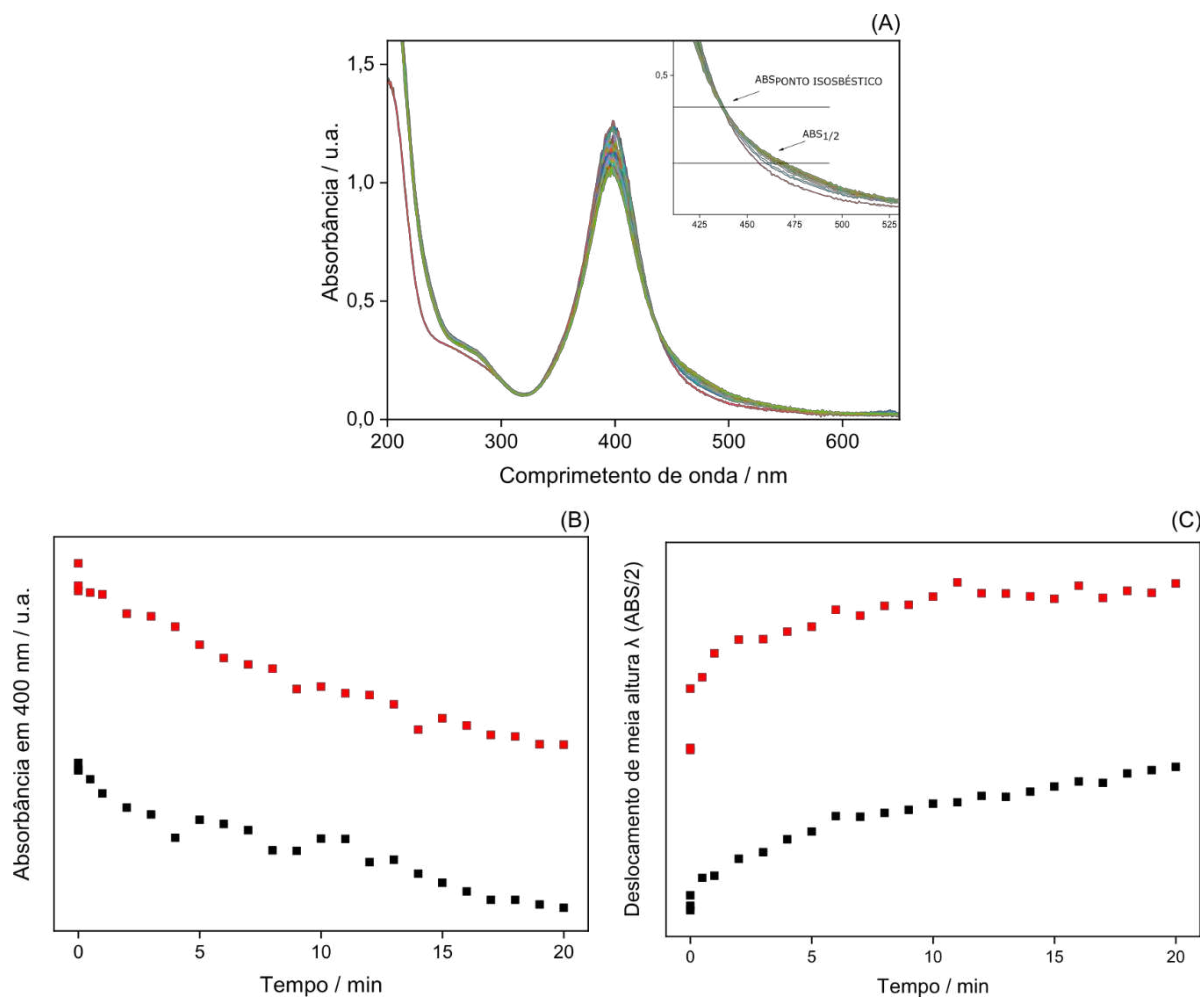 (A)
Absorbância / u.a.
1,5
1,0
0,5
0,0
200
300
400
500
600
Comprimetento de onda / nm
0,5
ABSPONTO ISOSBÉSTICO
ABS1/2
425
450
475
500
525
(B)
Absorbância em 400 nm / u.a.
0
5
10
15
20
Tempo / min
(C)
Deslocamento de meia altura λ (ABS/2)
0
5
10
15
20
Tempo / min